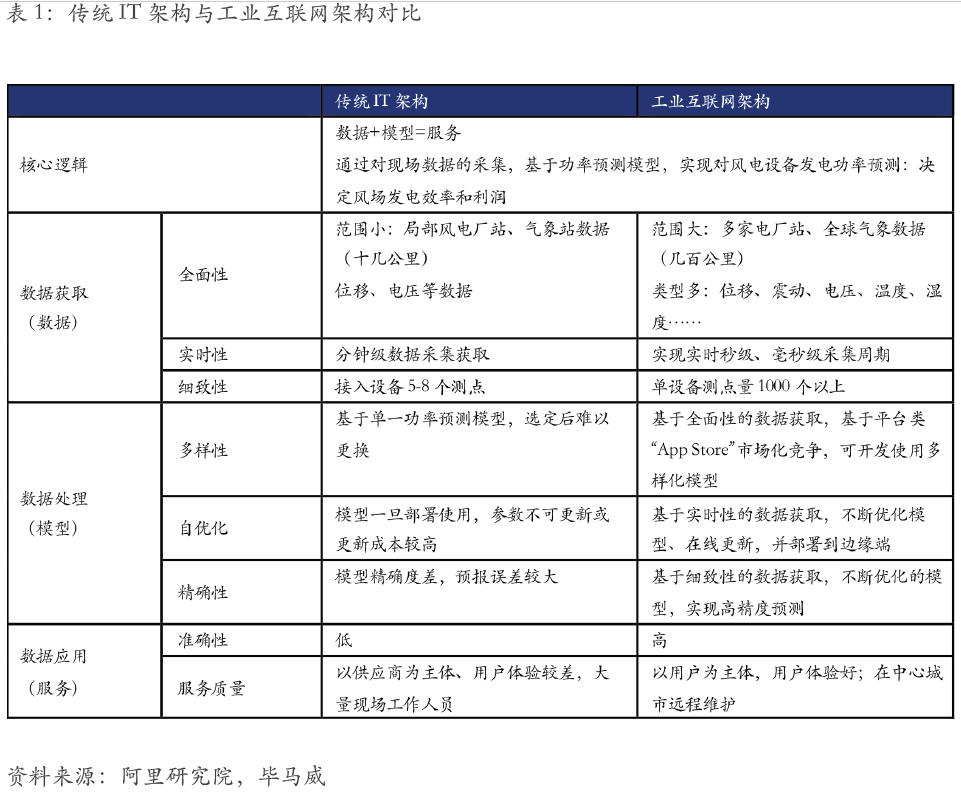 表 1：传统 IT 架构与工业互联网架构对比
传统 IT 架构
工业互联网架构
核心逻辑
数据+模型=服务
通过对现场数据的采集，基于功率预测模型，实现对风电设备发电功率预测：决
定风场发电效率和利润
数据获取
（数据）
全面性
范围小：局部风电厂站、气象站数据
（十几公里）
位移、电压等数据
范围大：多家电厂站、全球气象数据
（几百公里）
类型多：位移、震动、电压、温度、湿
度……
实时性
分钟级数据采集获取
实现实时秒级、毫秒级采集周期
细致性
接入设备 5-8 个测点
单设备测点量 1000 个以上
数据处理
（模型）
多样性
基于单一功率预测模型，选定后难以
更换
基于全面性的数据获取，基于平台类
“App Store”市场化竞争，可开发使用多
样化模型
自优化
模型一旦部署使用，参数不可更新或
更新成本较高
基于实时性的数据获取，不断优化模
型、在线更新，并部署到边缘端
精确性
模型精确度差，预报误差较大
基于细致性的数据获取，不断优化的模
型，实现高精度预测
数据应用
（服务）
准确性
低
高
服务质量
以供应商为主体、用户体验较差，大
量现场工作人员
以用户为主体，用户体验好；在中心城
市远程维护
资料来源：阿里研究院，毕马威